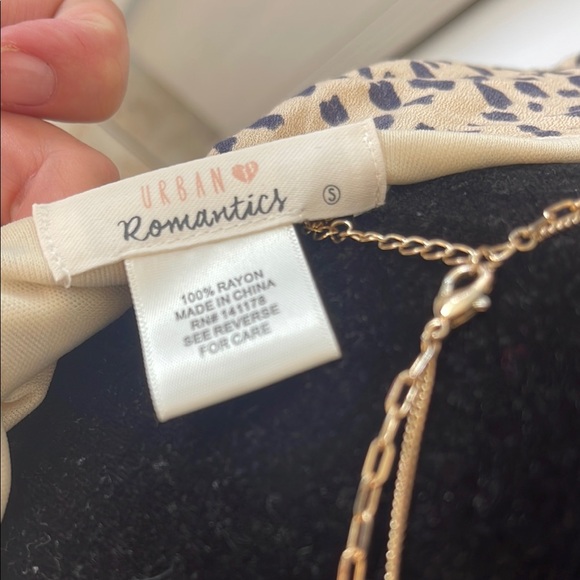 URBAN
Romantics
S
100% RAYON
MADE IN CHINA
RN# 141178
SEE REVERSE
FOR CARE